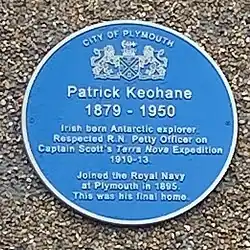 CITY OF PLYMOUTH
Patrick Keohane
1879 - 1950
Irish born Antarctic explorer.
Respected R.N. Petty Officer on
Captain Scott's Terra Nova Expedition
1910-13.
Joined the Royal Navy
at Plymouth in 1895.
This was his final home.